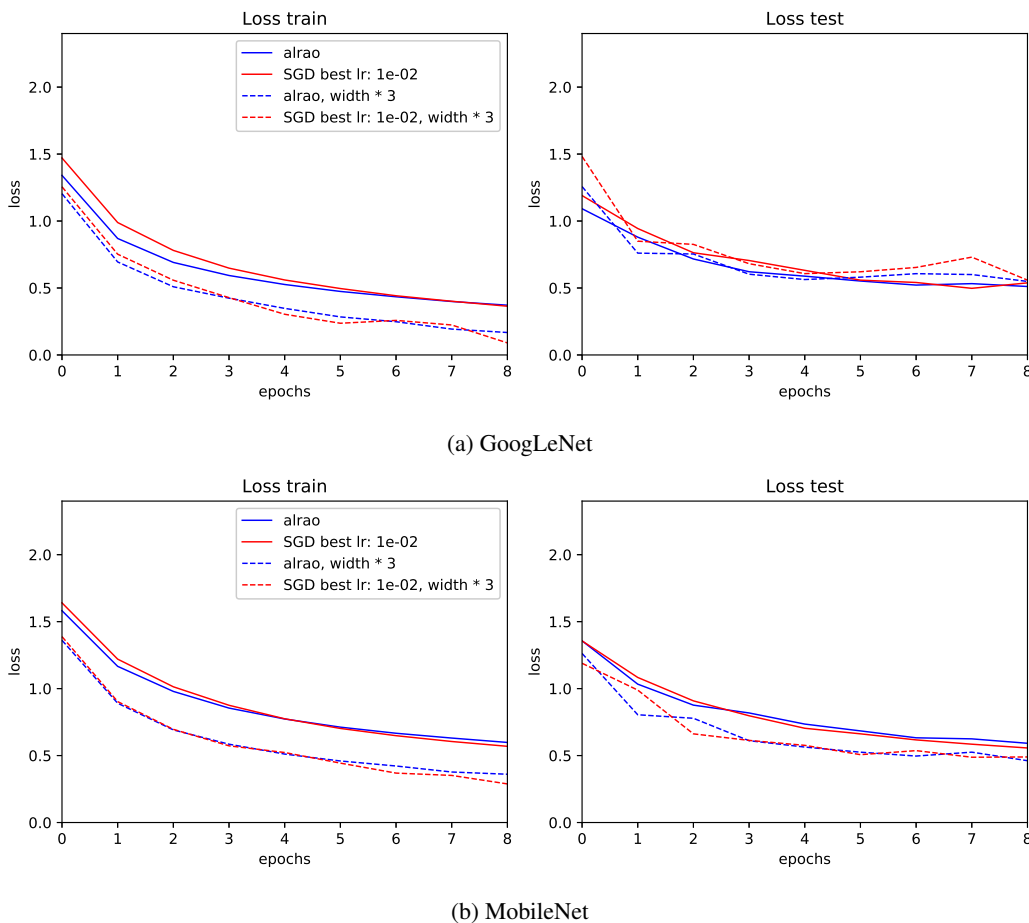 Loss train
Loss test
2.0
1.5
1.0
0.5
0.0
loss
alrao
SGD best lr: 1e-02
alrao, width * 3
SGD best lr: 1e-02, width * 3
0 1 2 3 4 5 6 7 8
epochs
2.0
1.5
1.0
0.5
0.0
loss
0 1 2 3 4 5 6 7 8
epochs
(a) GoogLeNet
Loss train
Loss test
2.0
1.5
1.0
0.5
0.0
loss
alrao
SGD best lr: 1e-02
alrao, width * 3
SGD best lr: 1e-02, width * 3
0 1 2 3 4 5 6 7 8
epochs
2.0
1.5
1.0
0.5
0.0
loss
0 1 2 3 4 5 6 7 8
epochs
(b) MobileNet